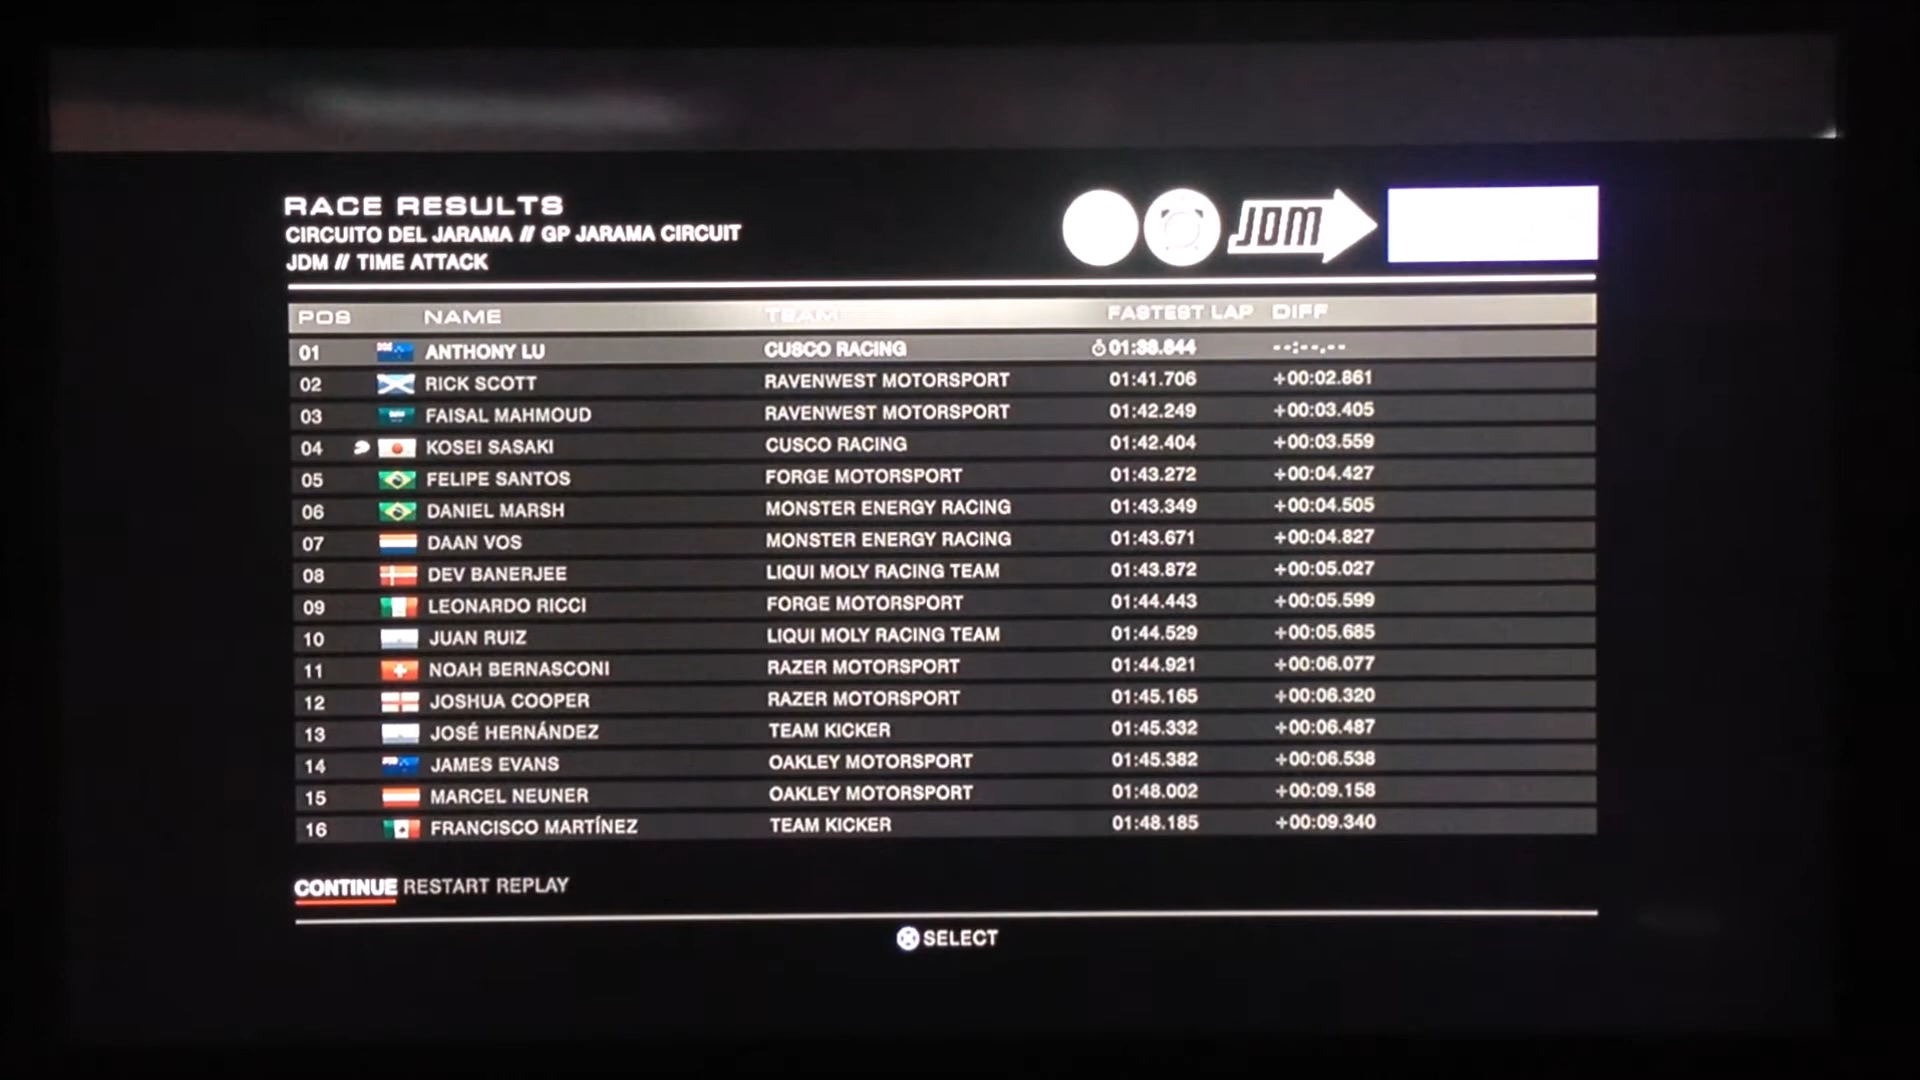 RACE RESULTS
CIRCUITO DEL JARAMA // GP JARAMA CIRCUIT
JDM // TIME ATTACK
JDM
POS NAME TEAM FASTEST LAP DIFF
01 ANTHONY LU CUSCO RACING 01:38.844 --:--.--
02 RICK SCOTT RAVENWEST MOTORSPORT 01:41.706 +00:02.861
03 FAISAL MAHMOUD RAVENWEST MOTORSPORT 01:42.249 +00:03.405
04 KOSEI SASAKI CUSCO RACING 01:42.404 +00:03.559
05 FELIPE SANTOS FORGE MOTORSPORT 01:43.272 +00:04.427
06 DANIEL MARSH MONSTER ENERGY RACING 01:43.349 +00:04.505
07 DAAN VOS MONSTER ENERGY RACING 01:43.671 +00:04.827
08 DEV BANERJEE LIQUI MOLY RACING TEAM 01:43.872 +00:05.027
09 LEONARDO RICCI FORGE MOTORSPORT 01:44.443 +00:05.599
10 JUAN RUIZ LIQUI MOLY RACING TEAM 01:44.529 +00:05.685
11 NOAH BERNASCONI RAZER MOTORSPORT 01:44.921 +00:06.077
12 JOSHUA COOPER RAZER MOTORSPORT 01:45.165 +00:06.320
13 JOSÉ HERNÁNDEZ TEAM KICKER 01:45.332 +00:06.487
14 JAMES EVANS OAKLEY MOTORSPORT 01:45.382 +00:06.538
15 MARCEL NEUNER OAKLEY MOTORSPORT 01:48.002 +00:09.158
16 FRANCISCO MARTÍNEZ TEAM KICKER 01:48.185 +00:09.340
CONTINUE RESTART REPLAY
SELECT